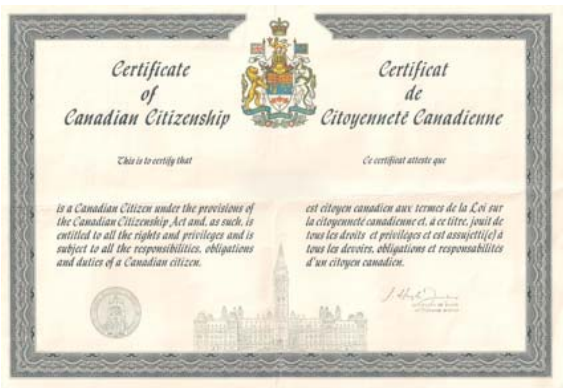 Certificate
of
Canadian Citizenship
This is to certify that
is a Canadian Citizen under the provisions of
the Canadian Citizenship Act and, as such, is
entitled to all the rights and privileges and is
subject to all the responsibilities, obligations
and duties of a Canadian citizen.
Certificat
de
Citoyenneté Canadienne
Ce certificat atteste que
est citoyen canadien aux termes de la Loi sur
la citoyenneté canadienne et, à ce titre, jouit de
tous les droits et privilèges et est assujetti(e) à
tous les devoirs, obligations et responsabilités
d'un citoyen canadien.